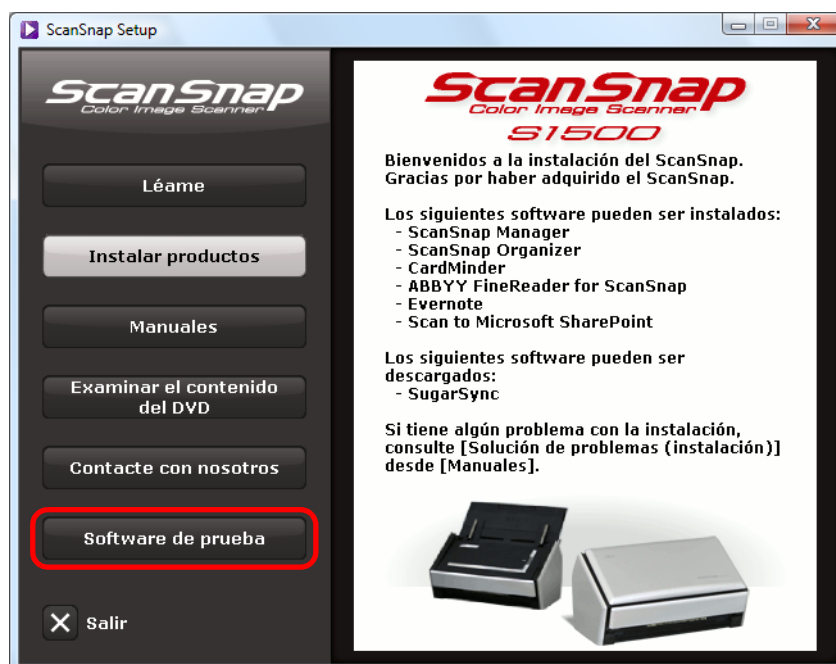 ScanSnap Setup
ScanSnap
Color Image Scanner
Léame
Instalar productos
Manuales
Examinar el contenido
del DVD
Contacte con nosotros
Software de prueba
Salir
ScanSnap
Color Image Scanner
S1500
Bienvenidos a la instalación del ScanSnap.
Gracias por haber adquirido el ScanSnap.
Los siguientes software pueden ser instalados:
- ScanSnap Manager
- ScanSnap Organizer
- CardMinder
- ABBYY FineReader for ScanSnap
- Evernote
- Scan to Microsoft SharePoint
Los siguientes software pueden ser
descargados:
- SugarSync
Si tiene algún problema con la instalación,
consulte [Solución de problemas (instalación)]
desde [Manuales].